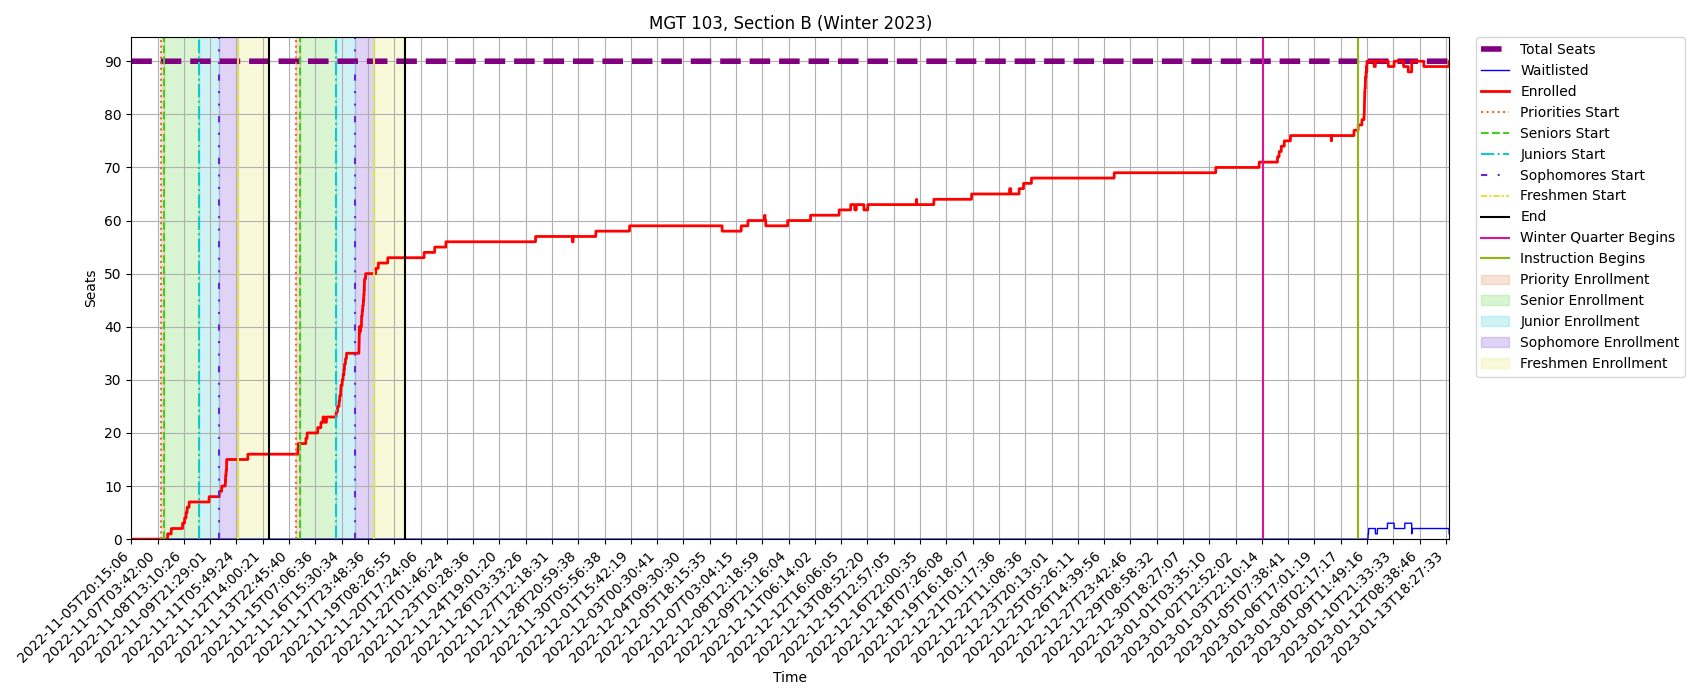 MGT 103, Section B (Winter 2023)
Seats
90
80
70
60
50
40
30
20
10
0
2022-11-05T20:15:06
2022-11-07T03:42:00
2022-11-08T13:10:26
2022-11-09T21:29:01
2022-11-11T05:49:24
2022-11-12T14:00:21
2022-11-13T22:45:40
2022-11-15T07:06:36
2022-11-16T15:30:34
2022-11-17T23:48:36
2022-11-19T08:26:55
2022-11-20T17:24:06
2022-11-22T01:46:24
2022-11-23T10:28:36
2022-11-24T19:01:20
2022-11-26T03:33:26
2022-11-27T12:18:31
2022-11-28T20:59:38
2022-11-30T05:56:38
2022-12-01T15:42:19
2022-12-03T00:30:41
2022-12-04T09:30:30
2022-12-05T18:15:35
2022-12-07T03:04:15
2022-12-08T12:18:59
2022-12-09T21:16:04
2022-12-11T06:14:02
2022-12-12T16:06:05
2022-12-13T08:52:20
2022-12-15T12:57:05
2022-12-16T22:00:35
2022-12-18T07:26:08
2022-12-19T16:18:07
2022-12-21T01:17:36
2022-12-22T11:08:36
2022-12-23T20:13:01
2022-12-25T05:26:11
2022-12-26T14:39:56
2022-12-27T23:42:46
2022-12-29T08:58:32
2022-12-30T18:27:07
2023-01-01T03:35:10
2023-01-02T12:52:02
2023-01-03T22:10:14
2023-01-05T07:38:41
2023-01-06T17:01:19
2023-01-08T02:17:17
2023-01-09T11:49:16
2023-01-10T21:33:33
2023-01-12T08:38:46
2023-01-13T18:27:33
Time
Total Seats
Waitlisted
Enrolled
Priorities Start
Seniors Start
Juniors Start
Sophomores Start
Freshmen Start
End
Winter Quarter Begins
Instruction Begins
Priority Enrollment
Senior Enrollment
Junior Enrollment
Sophomore Enrollment
Freshmen Enrollment